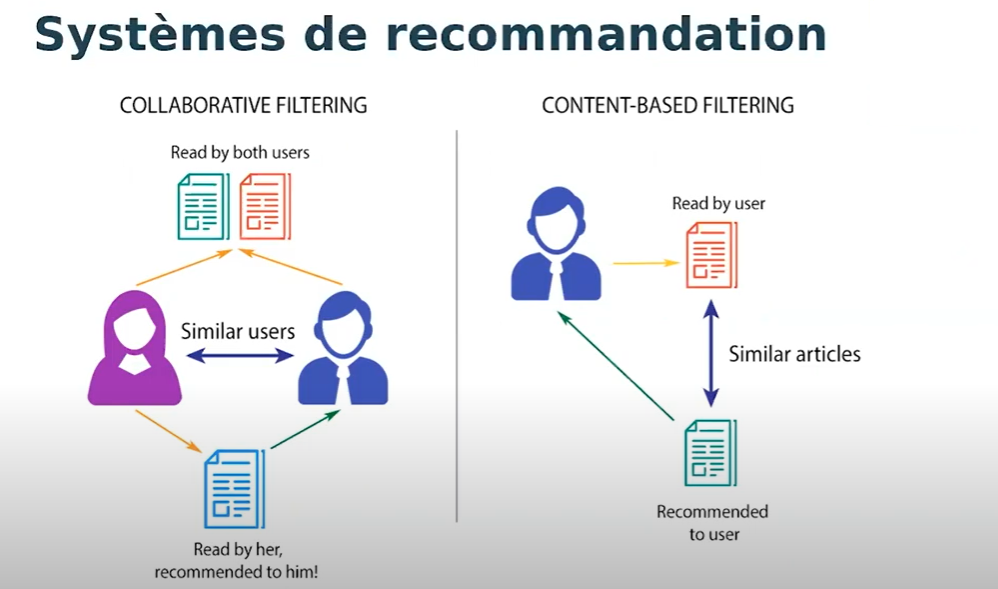 Systèmes de recommandation
COLLABORATIVE FILTERING
Read by both users
Similar users
Read by her,
recommended to him!
CONTENT-BASED FILTERING
Read by user
Similar articles
Recommended
to user